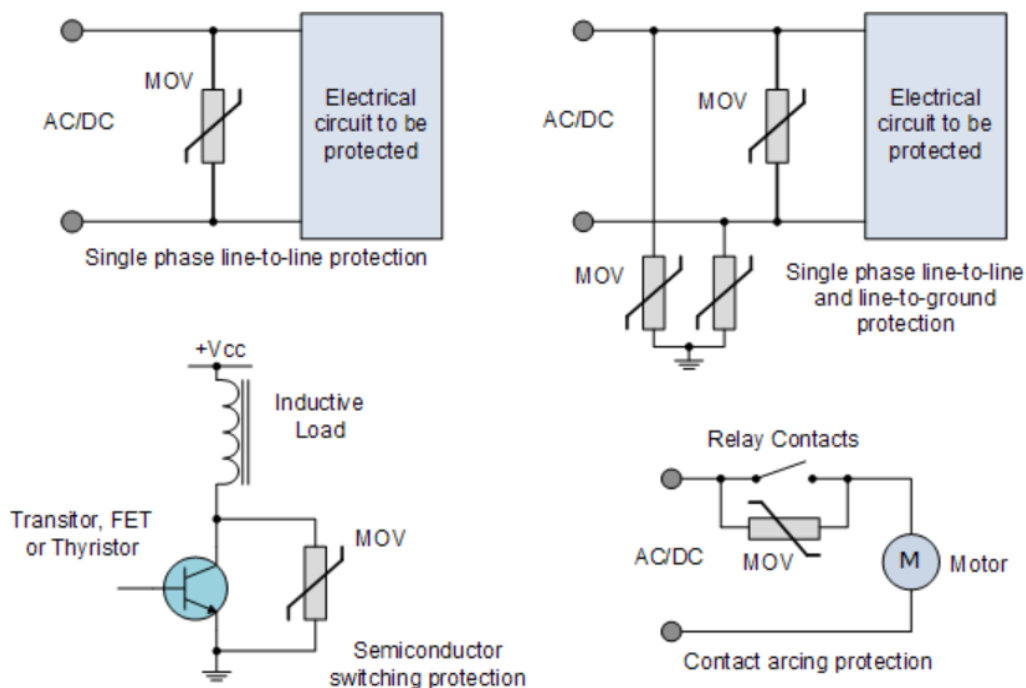 MOV
AC/DC
Electrical
circuit to be
protected
Single phase line-to-line protection
MOV
AC/DC
Electrical
circuit to be
protected
MOV
Single phase line-to-line
and line-to-ground
protection
+Vcc
Inductive
Load
Transitor, FET
or Thyristor
MOV
Semiconductor
switching protection
Relay Contacts
AC/DC
MOV
M
Motor
Contact arcing protection